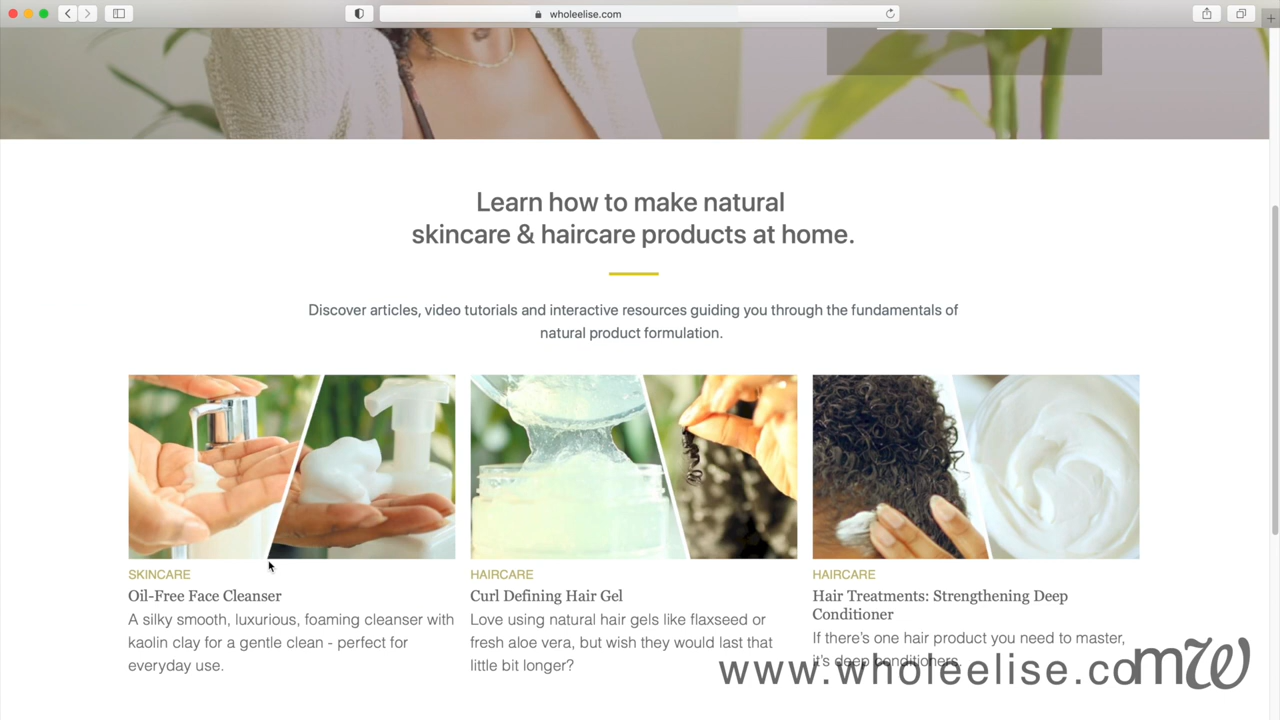 wholeelise.com
Learn how to make natural
skincare & haircare products at home.
Discover articles, video tutorials and interactive resources guiding you through the fundamentals of
natural product formulation.
SKINCARE
Oil-Free Face Cleanser
A silky smooth, luxurious, foaming cleanser with
kaolin clay for a gentle clean - perfect for
everyday use.
HAIRCARE
Curl Defining Hair Gel
Love using natural hair gels like flaxseed or
fresh aloe vera, but wish they would last that
little bit longer?
HAIRCARE
Hair Treatments: Strengthening Deep
Conditioner
If there's one hair product you need to master,
it's deep conditioners.
www.wholeelise.co
mw